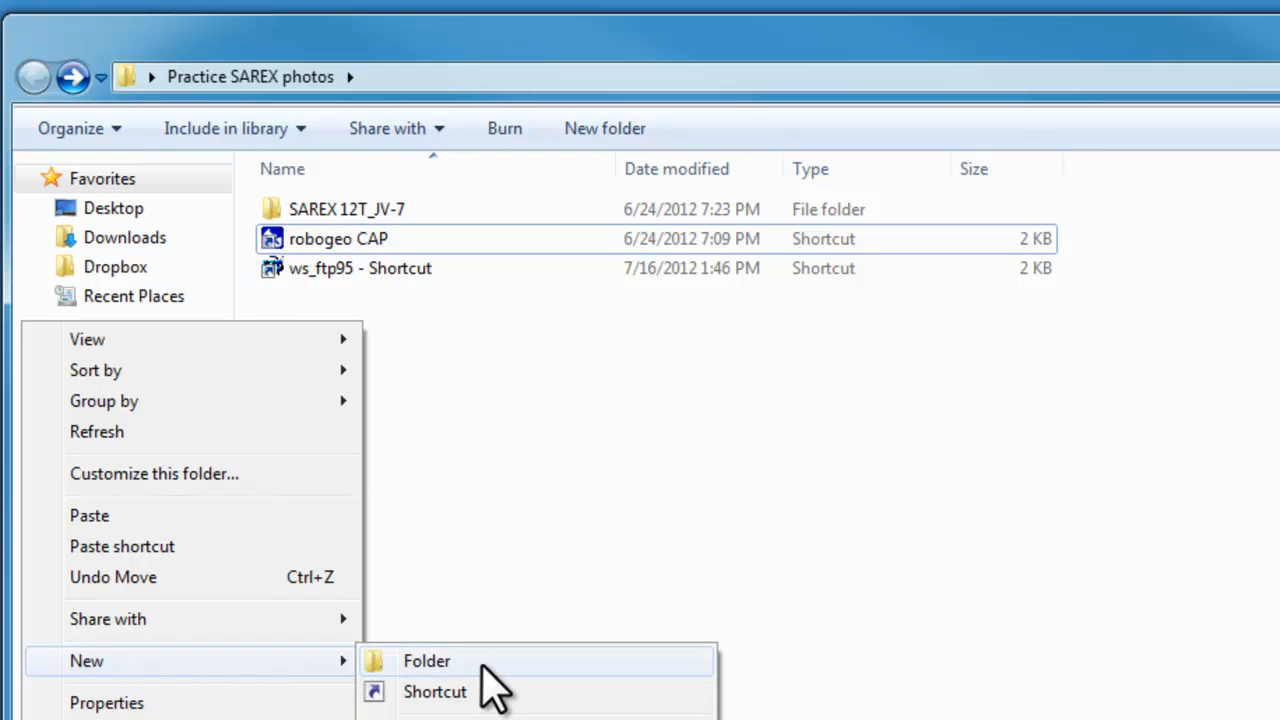 Practice SAREX photos
Organize Include in library Share with Burn New folder
Favorites
Desktop
Downloads
Dropbox
Recent Places
Name Date modified Type Size
SAREX 12T_JV-7 6/24/2012 7:23 PM File folder
robogeo CAP 6/24/2012 7:09 PM Shortcut 2 KB
ws_ftp95 - Shortcut 7/16/2012 1:46 PM Shortcut 2 KB
View
Sort by
Group by
Refresh
Customize this folder...
Paste
Paste shortcut
Undo Move Ctrl+Z
Share with
New
Properties
Folder
Shortcut